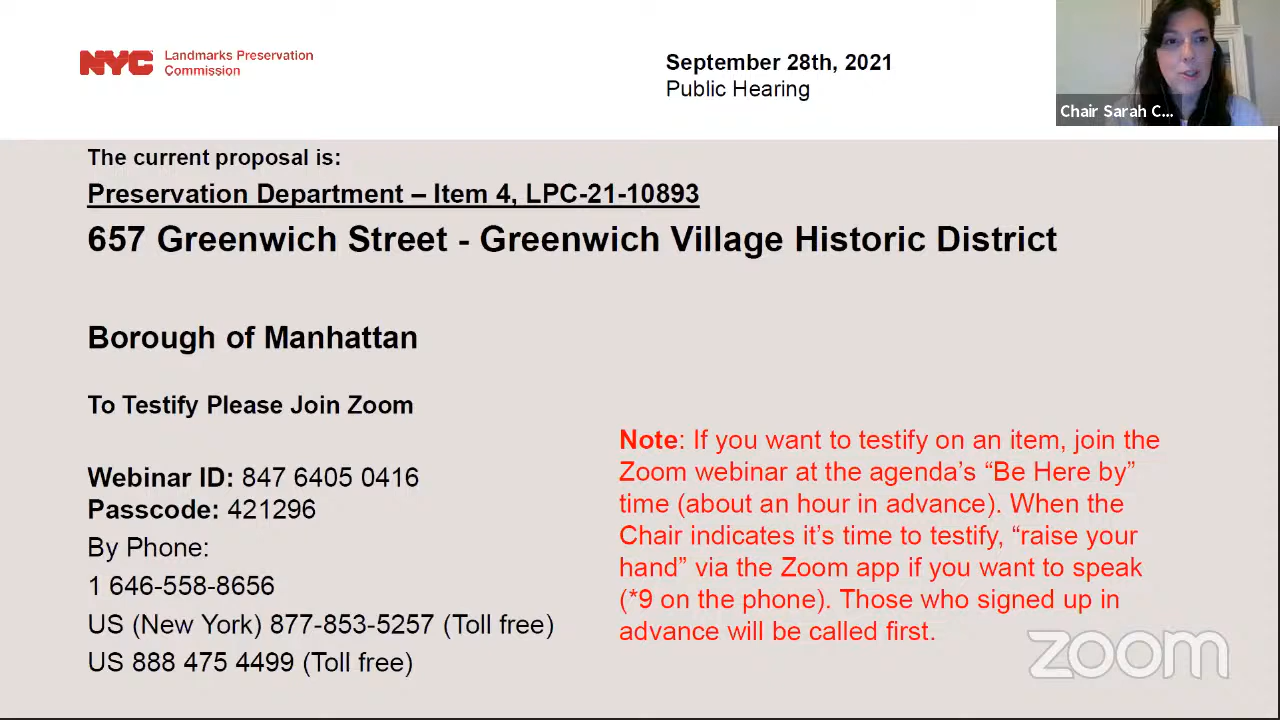 NYC Landmarks Preservation
Commission
September 28th, 2021
Public Hearing
Chair Sarah C...
The current proposal is:
Preservation Department – Item 4, LPC-21-10893
657 Greenwich Street - Greenwich Village Historic District
Borough of Manhattan
To Testify Please Join Zoom
Webinar ID: 847 6405 0416
Passcode: 421296
By Phone:
1 646-558-8656
US (New York) 877-853-5257 (Toll free)
US 888 475 4499 (Toll free)
Note: If you want to testify on an item, join the
Zoom webinar at the agenda’s “Be Here by”
time (about an hour in advance). When the
Chair indicates it’s time to testify, “raise your
hand” via the Zoom app if you want to speak
(*9 on the phone). Those who signed up in
advance will be called first.
zoom